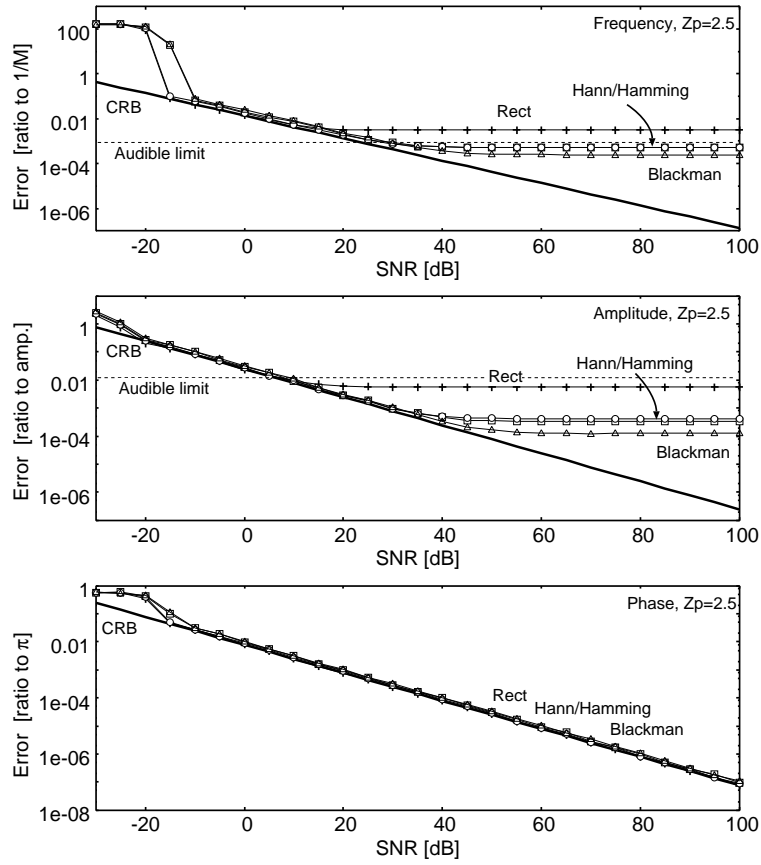 100
1
0.01
1e-04
1e-06
Error [ratio to 1/M]
Frequency, Zp=2.5
CRB
Hann/Hamming
Rect
Audible limit
Blackman
-20 0 20 40 60 80 100
SNR [dB]
1
0.01
1e-04
1e-06
Error [ratio to amp.]
Amplitude, Zp=2.5
CRB
Hann/Hamming
Rect
Audible limit
Blackman
-20 0 20 40 60 80 100
SNR [dB]
1
0.01
1e-04
1e-06
1e-08
Error [ratio to π]
Phase, Zp=2.5
CRB
Rect
Hann/Hamming
Blackman
-20 0 20 40 60 80 100
SNR [dB]